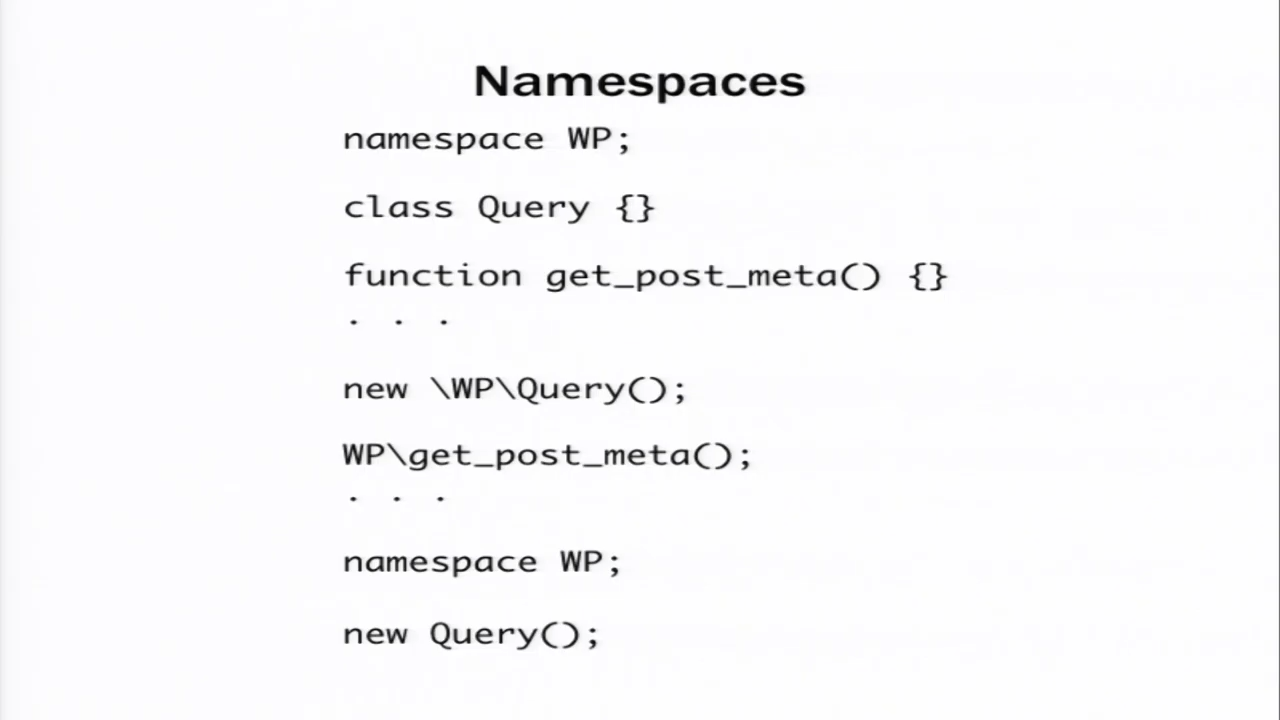 Namespaces
namespace WP;
class Query {}
function get_post_meta() {}
. . .
new \WP\Query();
WP\get_post_meta();
. . .
namespace WP;
new Query();